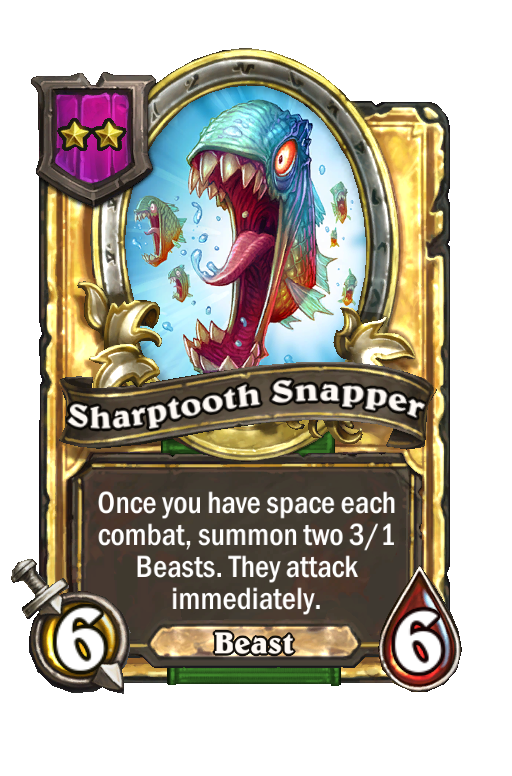 Sharptooth Snapper
Once you have space each
combat, summon two 3/1
Beasts. They attack
immediately.
6
Beast
6